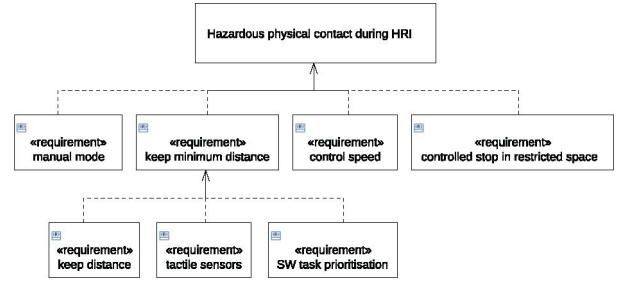 Hazardous physical contact during HRI
«requirement»
manual mode
«requirement»
keep minimum distance
«requirement»
control speed
«requirement»
controlled stop in restricted space
«requirement»
keep distance
«requirement»
tactile sensors
«requirement»
SW task prioritisation